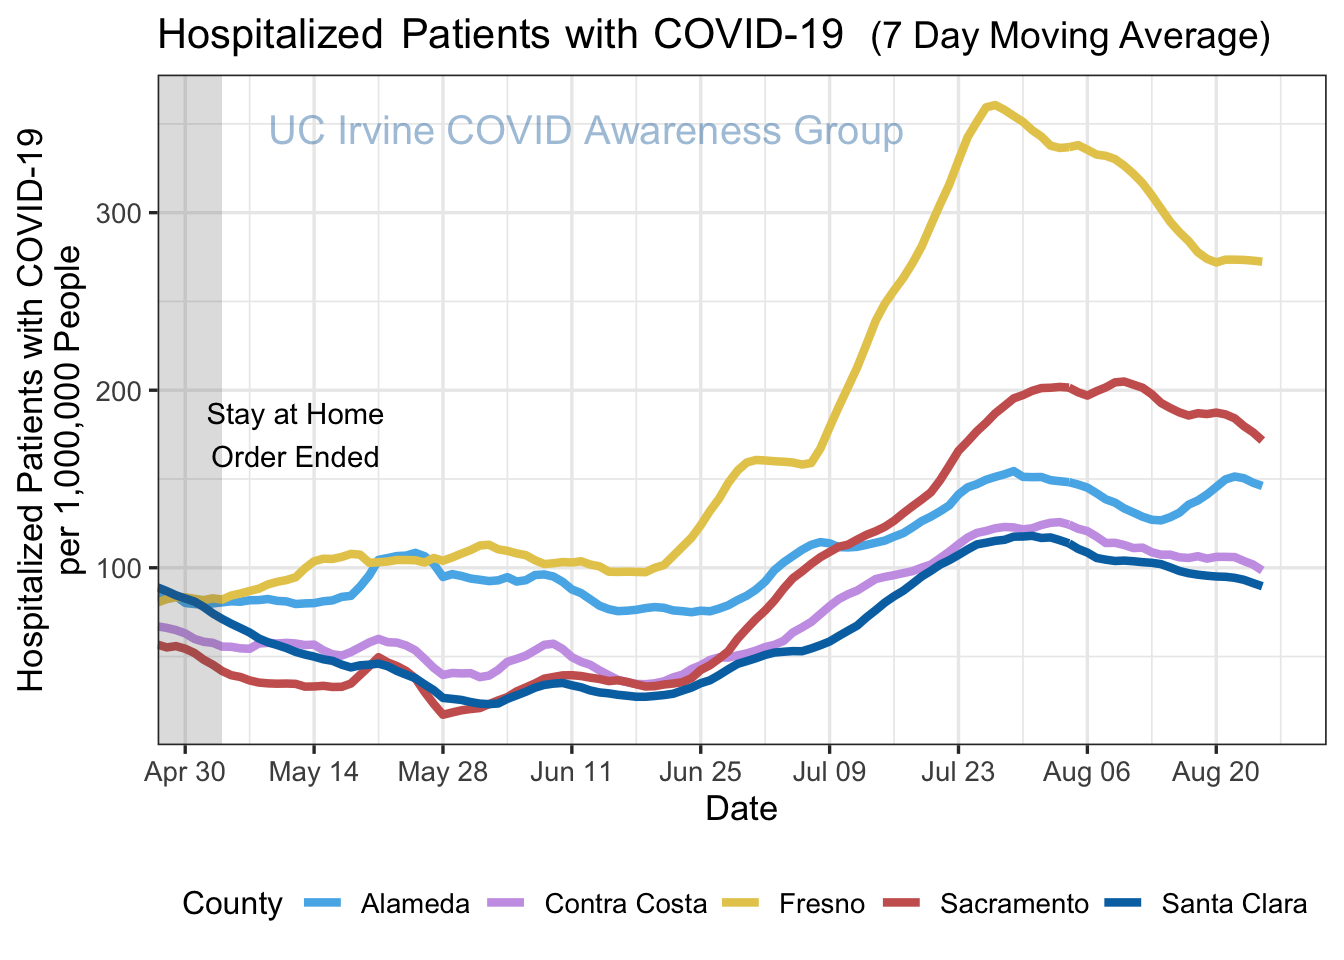 Hospitalized Patients with COVID-19 (7 Day Moving Average)
UC Irvine COVID Awareness Group
Hospitalized Patients with COVID-19
per 1,000,000 People
300
200
100
Stay at Home
Order Ended
Apr 30 May 14 May 28 Jun 11 Jun 25 Jul 09 Jul 23 Aug 06 Aug 20
Date
County Alameda Contra Costa Fresno Sacramento Santa Clara